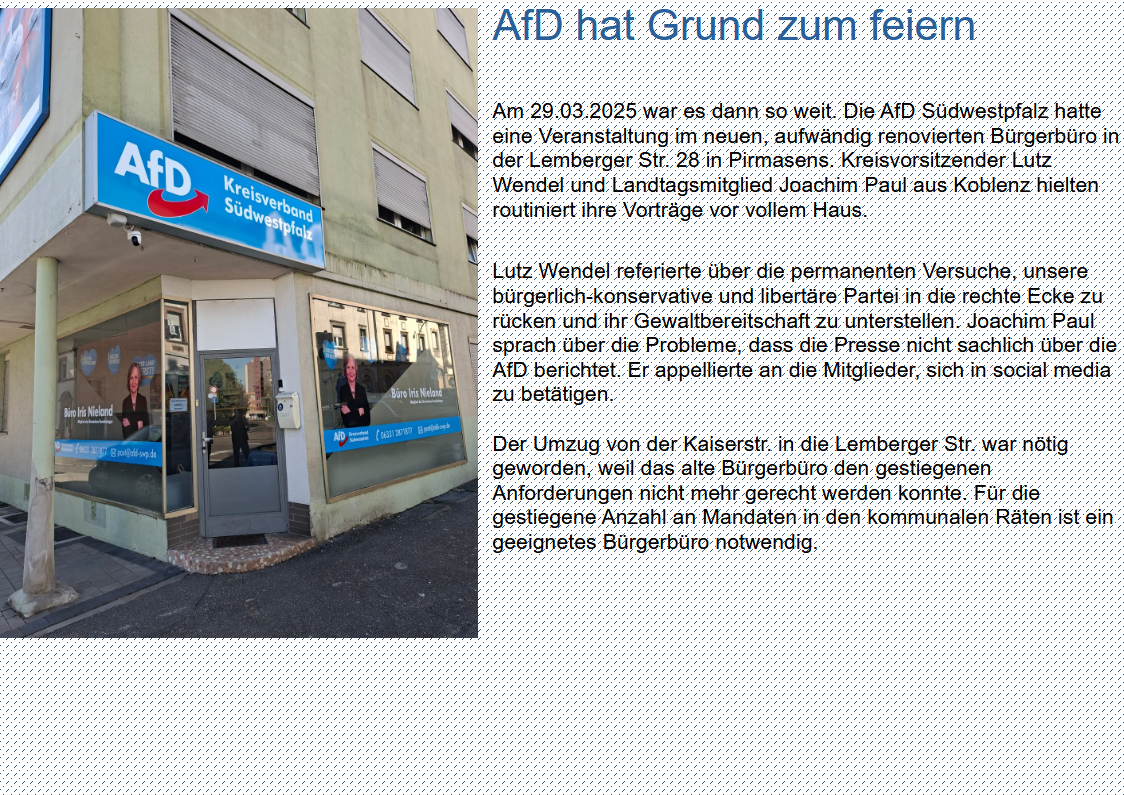 AfD hat Grund zum feiern
Am 29.03.2025 war es dann so weit. Die AfD Südwestpfalz hatte
eine Veranstaltung im neuen, aufwändig renovierten Bürgerbüro in
der Lemberger Str. 28 in Pirmasens. Kreisvorsitzender Lutz
Wendel und Landtagsmitglied Joachim Paul aus Koblenz hielten
routiniert ihre Vorträge vor vollem Haus.
Lutz Wendel referierte über die permanenten Versuche, unsere
bürgerlich-konservative und libertäre Partei in die rechte Ecke zu
rücken und ihr Gewaltbereitschaft zu unterstellen. Joachim Paul
sprach über die Probleme, dass die Presse nicht sachlich über die
AfD berichtet. Er appellierte an die Mitglieder, sich in social media
zu betätigen.
Der Umzug von der Kaiserstr. in die Lemberger Str. war nötig
geworden, weil das alte Bürgerbüro den gestiegenen
Anforderungen nicht mehr gerecht werden konnte. Für die
gestiegene Anzahl an Mandaten in den kommunalen Räten ist ein
geeignetes Bürgerbüro notwendig.
AfD
Kreisverband
Südwestpfalz
Büro Iris Nieland
06331 2871877 post@afd-swp.de
Büro Iris Nieland
AfD Kreisverband Südwestpfalz 06331 2871877